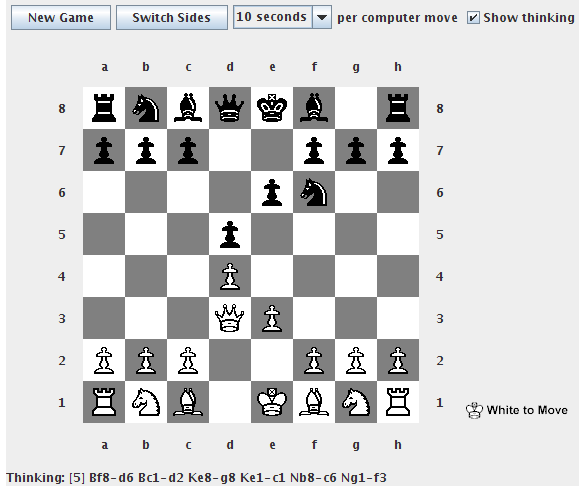 New Game Switch Sides 10 seconds per computer move Show thinking
a b c d e f g h
8 8
7 7
6 6
5 5
4 4
3 3
2 2
1 1 White to Move
a b c d e f g h
Thinking: [5] Bf8-d6 Bc1-d2 Ke8-g8 Ke1-c1 Nb8-c6 Ng1-f3